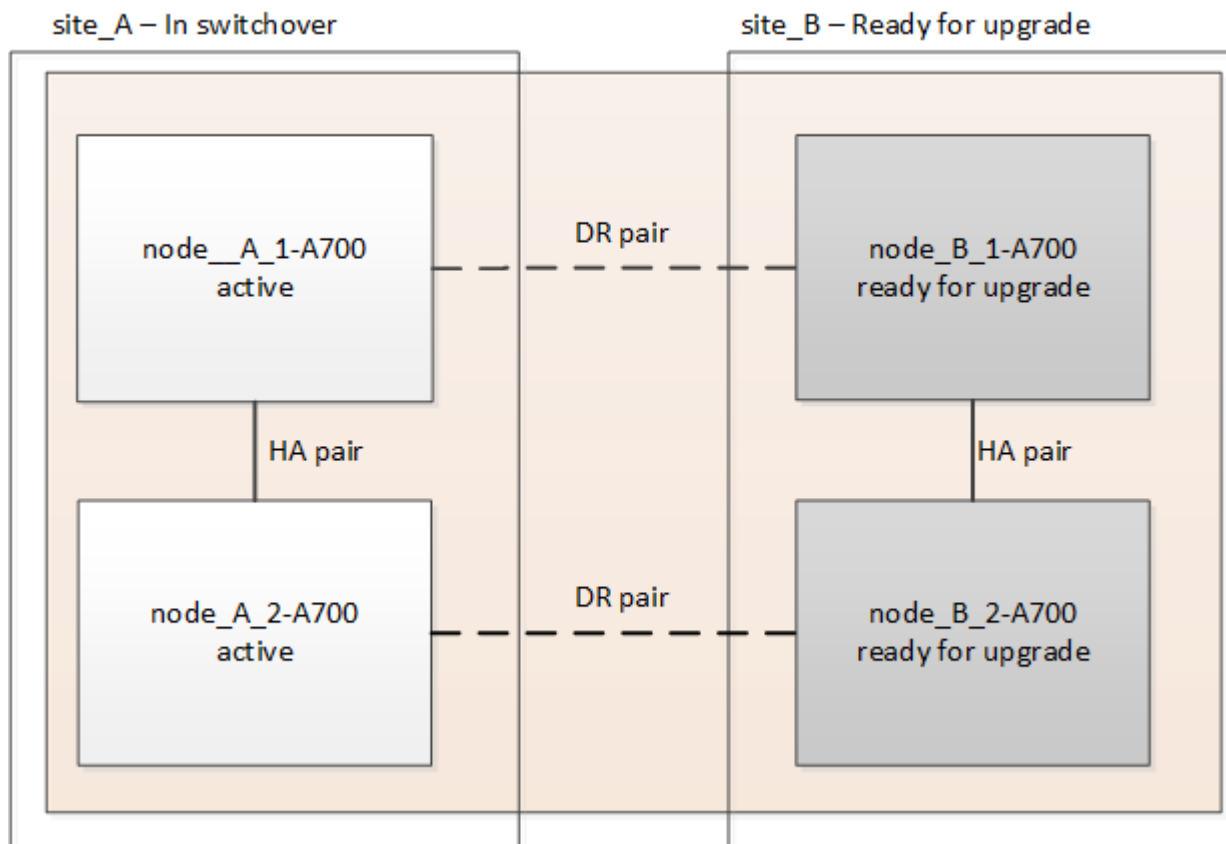 site_A – In switchover
site_B – Ready for upgrade
node__A_1-A700
active
DR pair
node_B_1-A700
ready for upgrade
HA pair
HA pair
node_A_2-A700
active
DR pair
node_B_2-A700
ready for upgrade